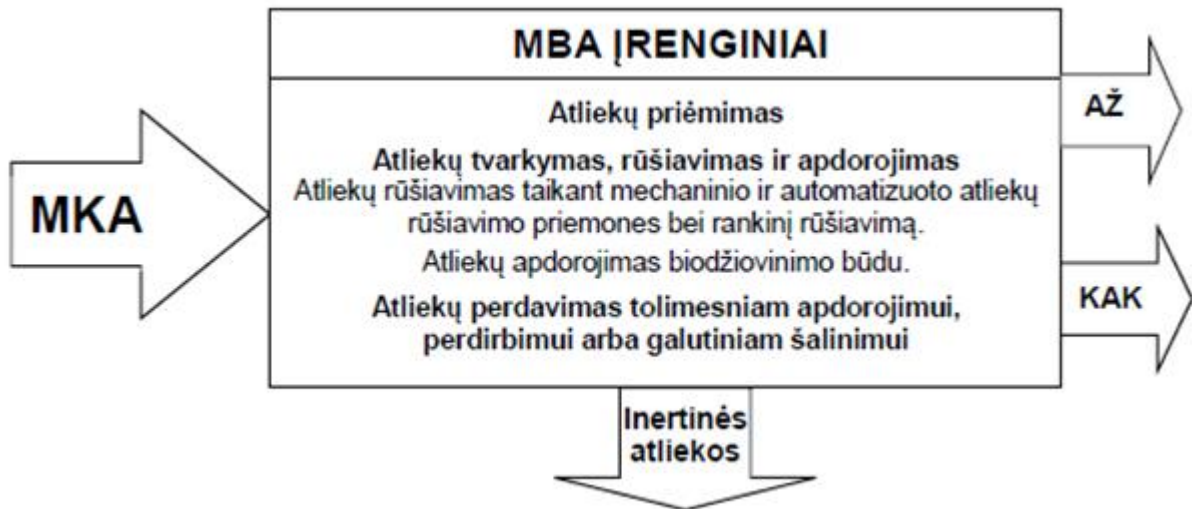 MBA ĮRENGINIAI
AŽ
Atliekų priėmimas
Atliekų tvarkymas, rūšiavimas ir apdorojimas
Atliekų rūšiavimas taikant mechaninio ir automatizuoto atliekų
rūšiavimo priemones bei rankinį rūšiavimą.
MKA
Atliekų apdorojimas biodžiovinimo būdu.
KAK
Atliekų perdavimas tolimesniam apdorojimui,
perdirbimui arba galutiniam šalinimui
Inertinės
atliekos